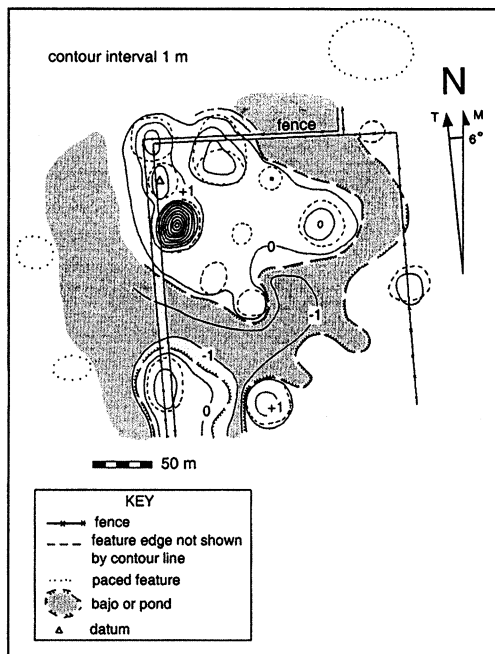 contour interval 1 m
N
T M
6°
fence
+1
0
0
-1
-1
0
+1
50 m
KEY
fence
feature edge not shown
by contour line
paced feature
bajo or pond
datum